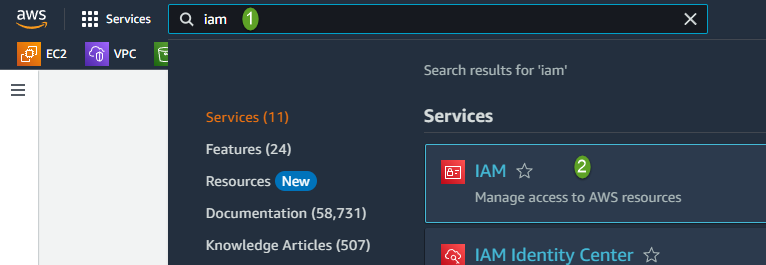 aws
Services
iam
1
EC2
VPC
Search results for 'iam'
Services (11)
Features (24)
Resources New
Documentation (58,731)
Knowledge Articles (507)
Services
IAM
2
Manage access to AWS resources
IAM Identity Center